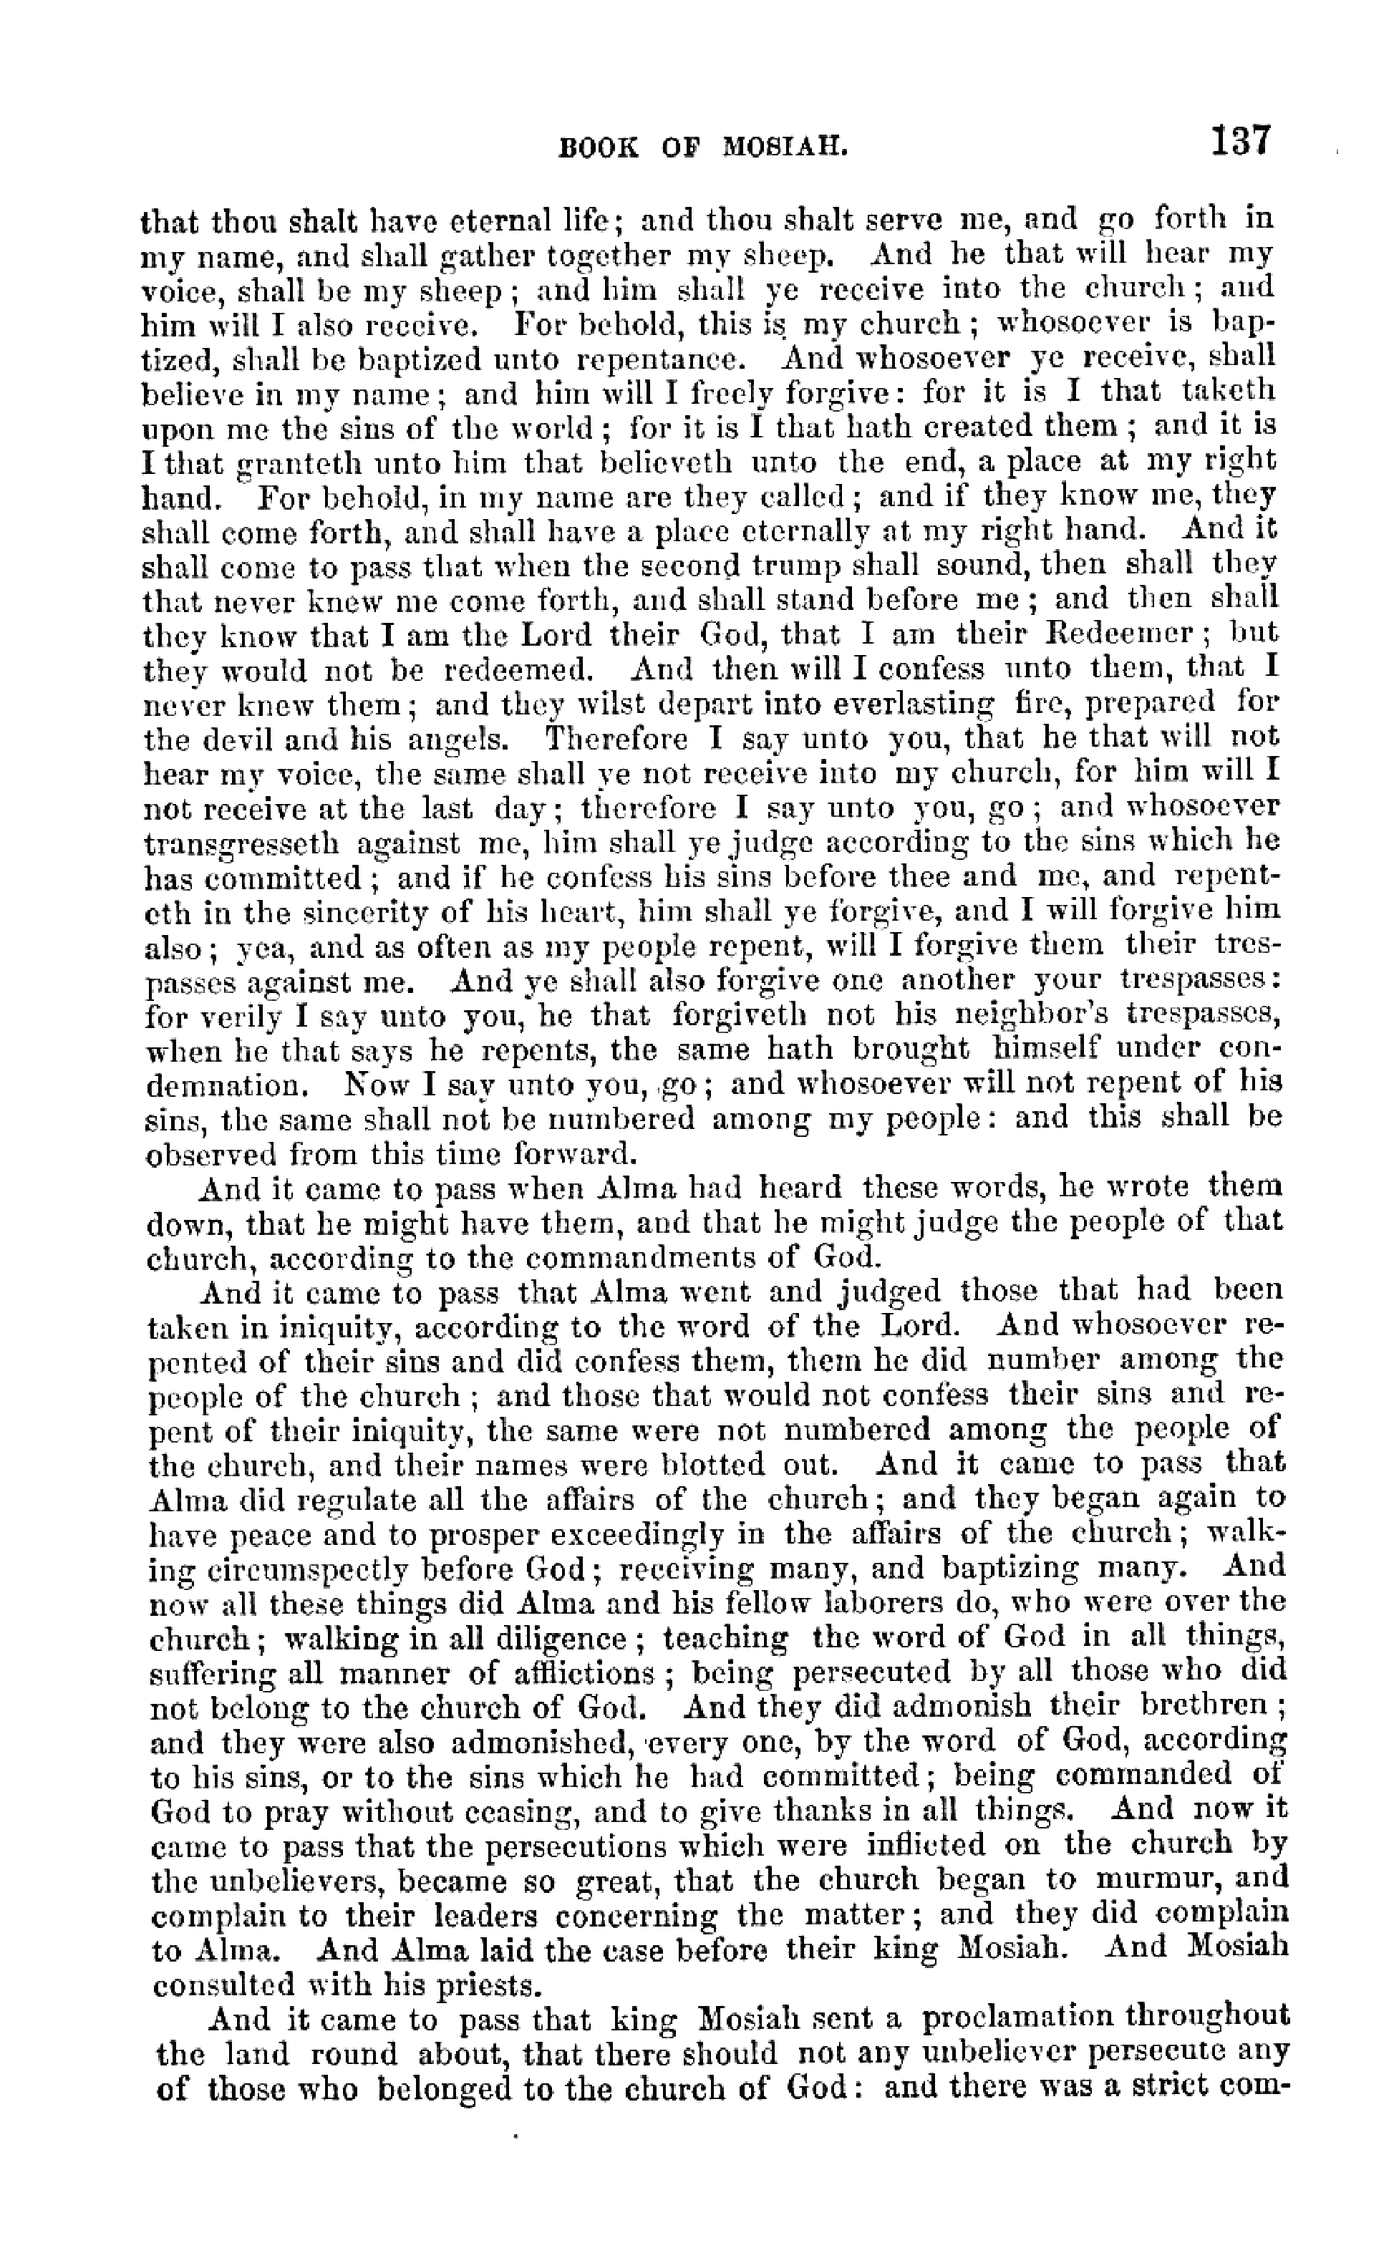 BOOK OF MOSIAH. 137
that thou shalt have eternal life; and thou shalt serve me, and go forth in
my name, and shall gather together my sheep. And he that will hear my
voice, shall be my sheep; and him shall ye receive into the church; and
him will I also receive. For behold, this is my church; whosoever is bap-
tized, shall be baptized unto repentance. And whosoever ye receive, shall
believe in my name; and him will I freely forgive: for it is I that taketh
upon me the sins of the world; for it is I that hath created them; and it is
I that granteth unto him that believeth unto the end, a place at my right
hand. For behold, in my name are they called; and if they know me, they
shall come forth, and shall have a place eternally at my right hand. And it
shall come to pass that when the second trump shall sound, then shall they
that never knew me come forth, and shall stand before me; and then shall
they know that I am the Lord their God, that I am their Redeemer; but
they would not be redeemed. And then will I confess unto them, that I
never knew them; and they wilst depart into everlasting fire, prepared for
the devil and his angels. Therefore I say unto you, that he that will not
hear my voice, the same shall ye not receive into my church, for him will I
not receive at the last day; therefore I say unto you, go; and whosoever
transgresseth against me, him shall ye judge according to the sins which he
has committed; and if he confess his sins before thee and me, and repent-
eth in the sincerity of his heart, him shall ye forgive, and I will forgive him
also; yea, and as often as my people repent, will I forgive them their tres-
passes against me. And ye shall also forgive one another your trespasses:
for verily I say unto you, he that forgiveth not his neighbor's trespasses,
when he that says he repents, the same hath brought himself under con-
demnation. Now I say unto you, go; and whosoever will not repent of his
sins, the same shall not be numbered among my people: and this shall be
observed from this time forward.
And it came to pass when Alma had heard these words, he wrote them
down, that he might have them, and that he might judge the people of that
church, according to the commandments of God.
And it came to pass that Alma went and judged those that had been
taken in iniquity, according to the word of the Lord. And whosoever re-
pented of their sins and did confess them, them he did number among the
people of the church; and those that would not confess their sins and re-
pent of their iniquity, the same were not numbered among the people of
the church, and their names were blotted out. And it came to pass that
Alma did regulate all the affairs of the church; and they began again to
have peace and to prosper exceedingly in the affairs of the church; walk-
ing circumspectly before God; receiving many, and baptizing many. And
now all these things did Alma and his fellow laborers do, who were over the
church; walking in all diligence; teaching the word of God in all things,
suffering all manner of afflictions; being persecuted by all those who did
not belong to the church of God. And they did admonish their brethren;
and they were also admonished, every one, by the word of God, according
to his sins, or to the sins which he had committed; being commanded of
God to pray without ceasing, and to give thanks in all things. And now it
came to pass that the persecutions which were inflicted on the church by
the unbelievers, became so great, that the church began to murmur, and
complain to their leaders concerning the matter; and they did complain
to Alma. And Alma laid the case before their king Mosiah. And Mosiah
consulted with his priests.
And it came to pass that king Mosiah sent a proclamation throughout
the land round about, that there should not any unbeliever persecute any
of those who belonged to the church of God: and there was a strict com-